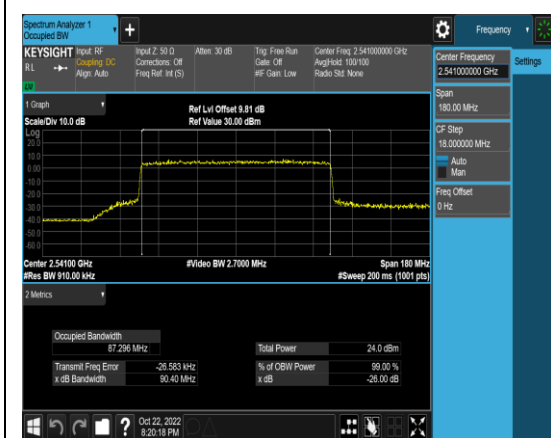 Spectrum Analyzer 1
Occupied BW
Frequency
KEYSIGHT
R L
Input: RF
Coupling: DC
Align: Auto
Input Z: 50 Ω
Corrections: Off
Freq Ref: Int (S)
Atten: 30 dB
Trig: Free Run
Gate: Off
#IF Gain: Low
Center Freq: 2.541000000 GHz
Avg|Hold: 100/100
Radio Std: None
Center Frequency
2.541000000 GHz
Settings
Span
180.00 MHz
CF Step
18.000000 MHz
Auto
Man
Freq Offset
0 Hz
1 Graph
Scale/Div 10.0 dB
Ref Lvl Offset 9.81 dB
Ref Value 30.00 dBm
Log
20.0
10.0
0.00
-10.0
-20.0
-30.0
-40.0
-50.0
-60.0
Center 2.54100 GHz
#Video BW 2.7000 MHz
Span 180 MHz
#Res BW 910.00 kHz
#Sweep 200 ms (1001 pts)
2 Metrics
Occupied Bandwidth
87.296 MHz
Total Power
24.0 dBm
Transmit Freq Error
-26.583 kHz
% of OBW Power
99.00 %
x dB Bandwidth
90.40 MHz
x dB
-26.00 dB
?
Oct 22, 2022
8:20:18 PM